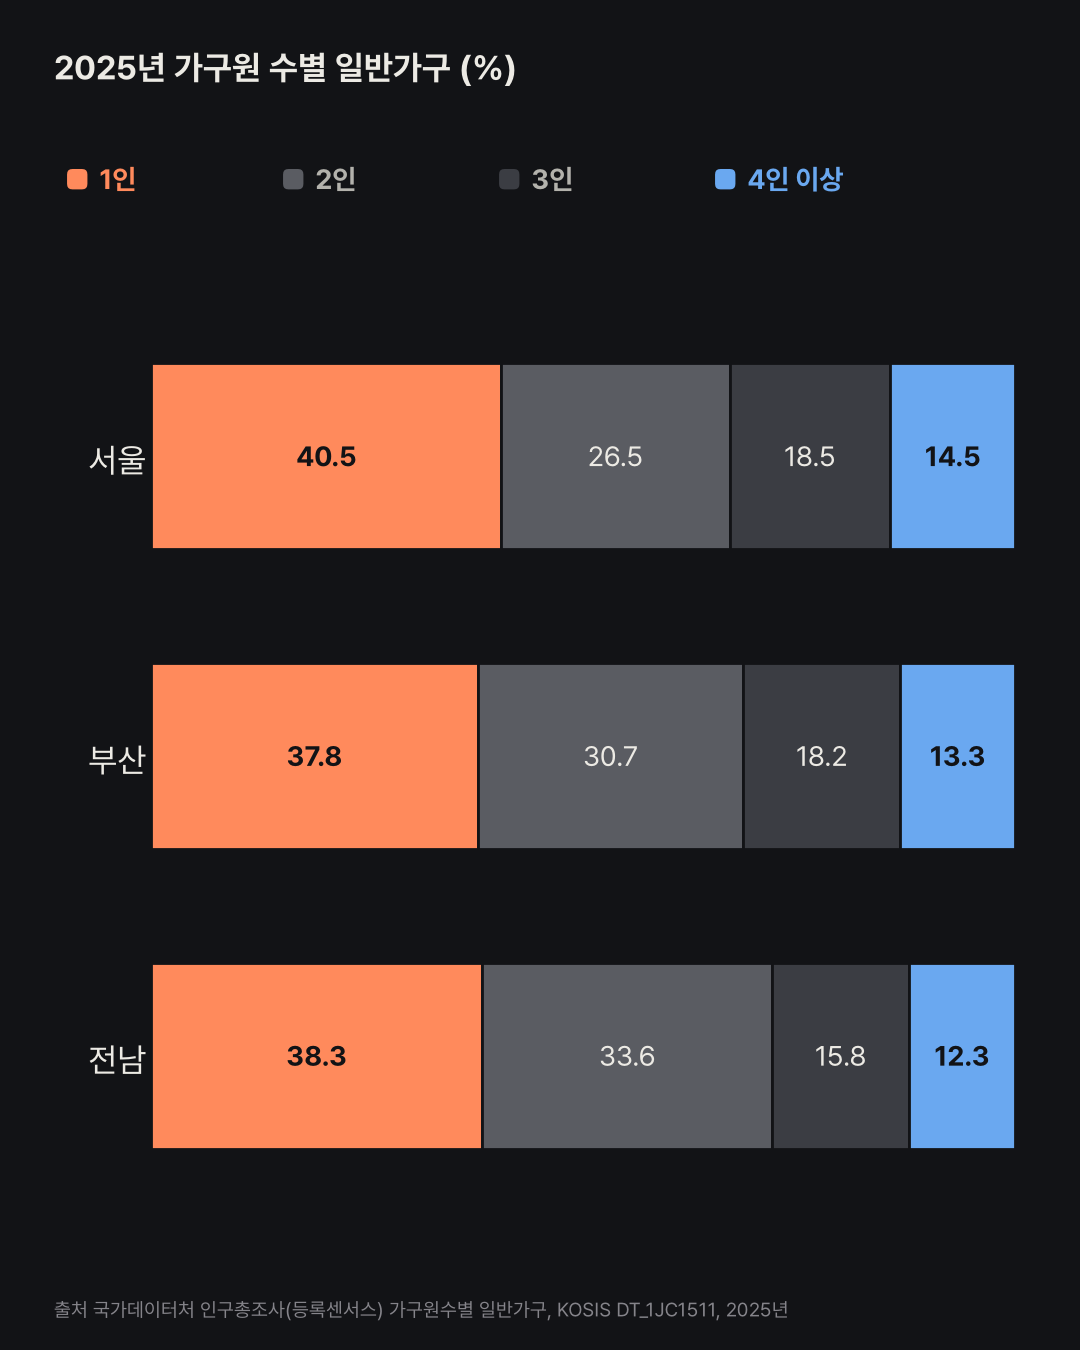 2025년 가구원 수별 일반가구 (%)
1인 2인 3인 4인 이상
서울 40.5 26.5 18.5 14.5
부산 37.8 30.7 18.2 13.3
전남 38.3 33.6 15.8 12.3
출처 국가데이터처 인구총조사(등록센서스) 가구원수별 일반가구, KOSIS DT_1JC1511, 2025년